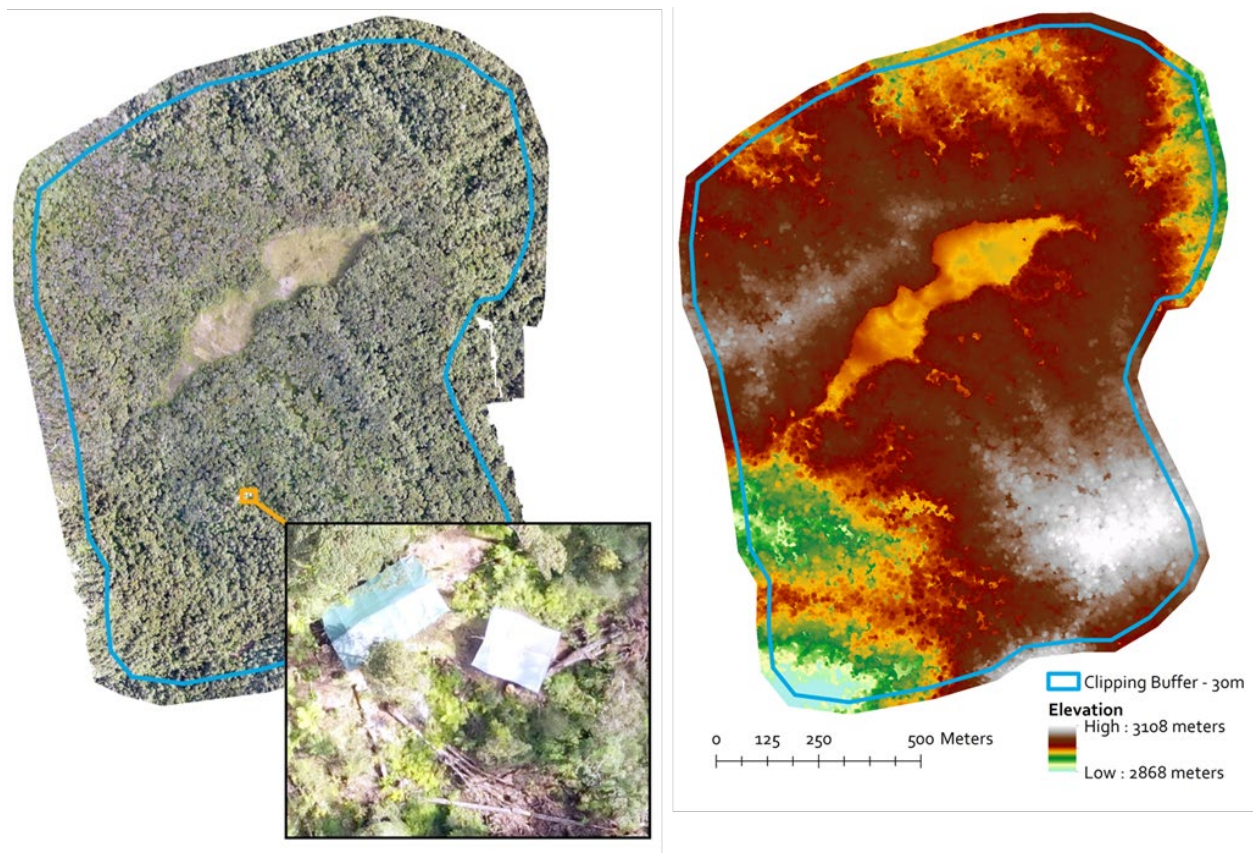 Clipping Buffer - 30m
Elevation
High : 3108 meters
Low : 2868 meters
0 125 250 500 Meters